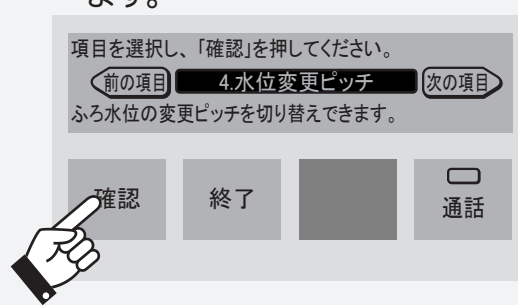 ます。
項目を選択し、「確認」を押してください。
前の項目 4.水位変更ピッチ 次の項目
ふろ水位の変更ピッチを切り替えできます。
確認 終了 通話